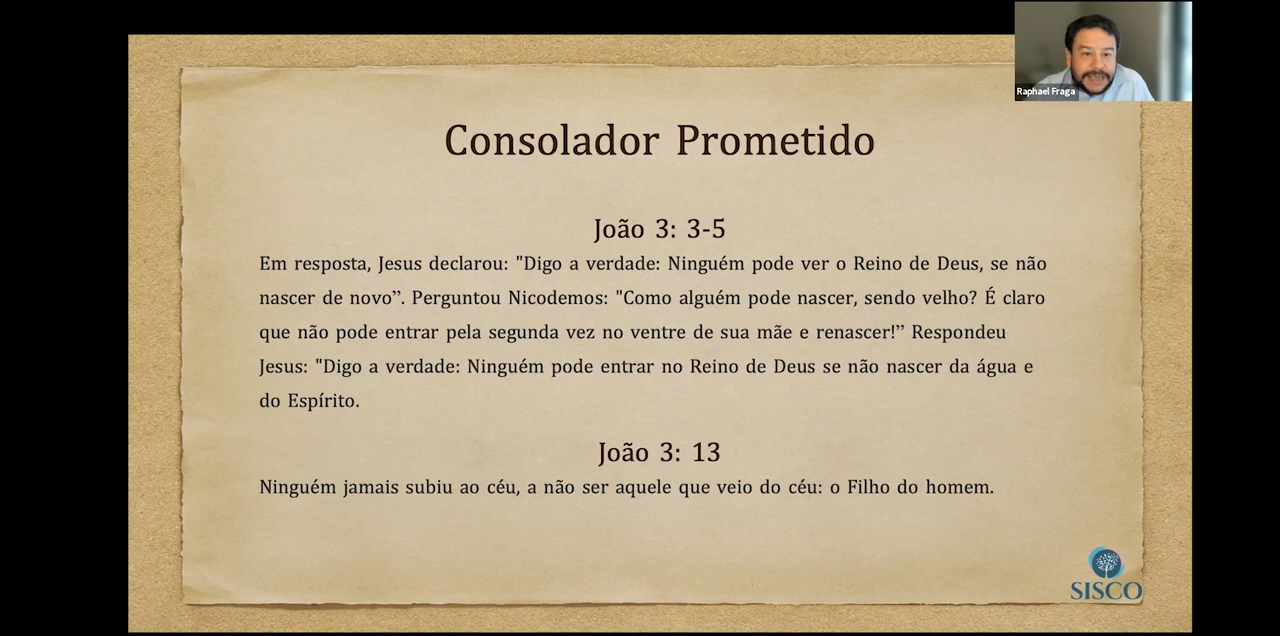 Raphael Fraga
Consolador Prometido
João 3: 3-5
Em resposta, Jesus declarou: "Digo a verdade: Ninguém pode ver o Reino de Deus, se não
nascer de novo”. Perguntou Nicodemos: "Como alguém pode nascer, sendo velho? É claro
que não pode entrar pela segunda vez no ventre de sua mãe e renascer!” Respondeu
Jesus: "Digo a verdade: Ninguém pode entrar no Reino de Deus se não nascer da água e
do Espírito.
João 3: 13
Ninguém jamais subiu ao céu, a não ser aquele que veio do céu: o Filho do homem.
SISCO